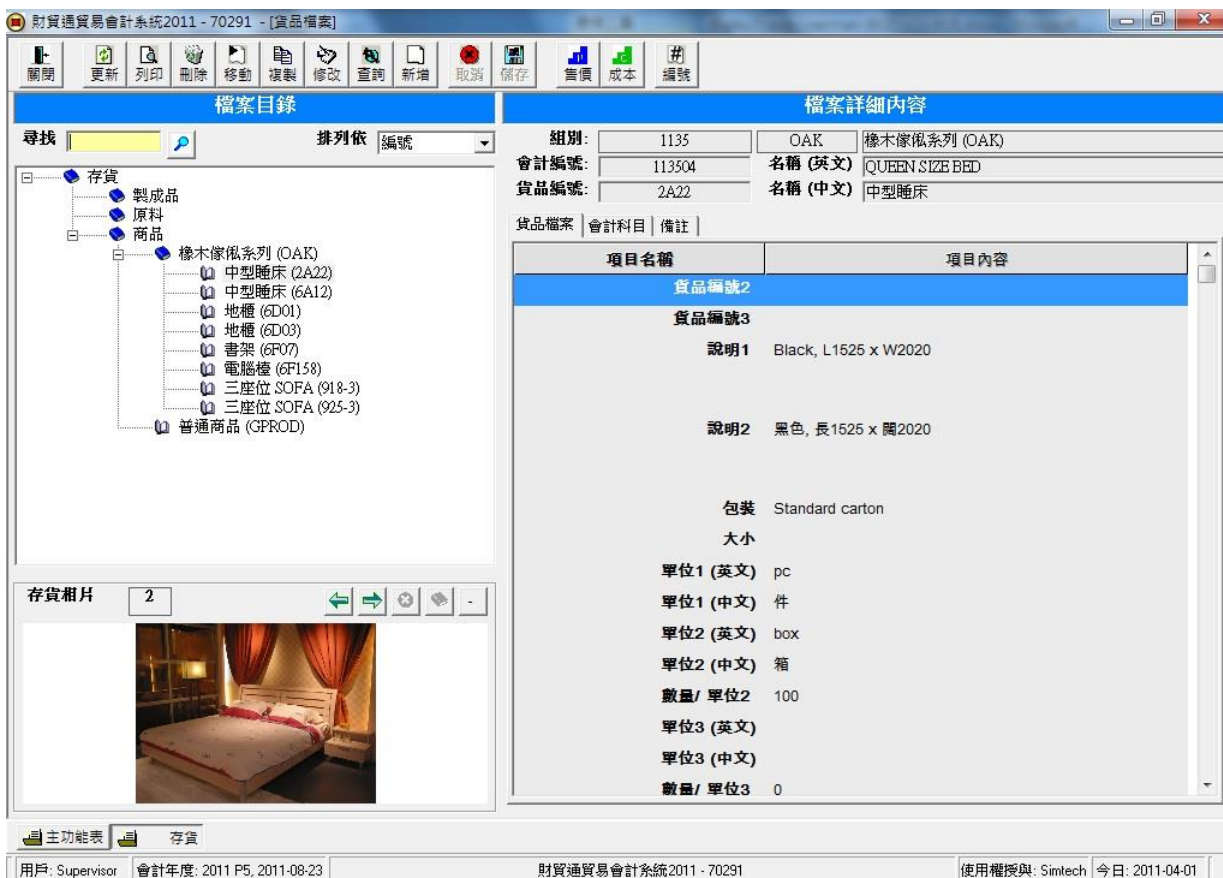 財貿通貿易會計系統2011 - 70291 - [貨品檔案]
關閉 更新 列印 刪除 移動 複製 修改 查詢 新增 取消 儲存 售價 成本 編號
檔案目錄
尋找 排列依 編號
存貨
製成品
原料
商品
橡木傢俬系列 (OAK)
中型睡床 (2A22)
中型睡床 (6A12)
地櫃 (6D01)
地櫃 (6D03)
書架 (6F07)
電腦檯 (6F158)
三座位 SOFA (918-3)
三座位 SOFA (925-3)
普通商品 (GPROD)
存貨相片 2
檔案詳細內容
組別: 1135 OAK 橡木傢俬系列 (OAK)
會計編號: 113504 名稱 (英文) QUEEN SIZE BED
貨品編號: 2A22 名稱 (中文) 中型睡床
貨品檔案 會計科目 備註
項目名稱 項目內容
貨品編號2
貨品編號3
說明1 Black, L1525 x W2020
說明2 黑色, 長1525 x 闊2020
包裝 Standard carton
大小
單位1 (英文) pc
單位1 (中文) 件
單位2 (英文) box
單位2 (中文) 箱
數量/ 單位2 100
單位3 (英文)
單位3 (中文)
數量/ 單位3 0
主功能表 存貨
用戶: Supervisor 會計年度: 2011 P5, 2011-08-23 財貿通貿易會計系統2011 - 70291 使用權授與: Simtech 今日: 2011-04-01